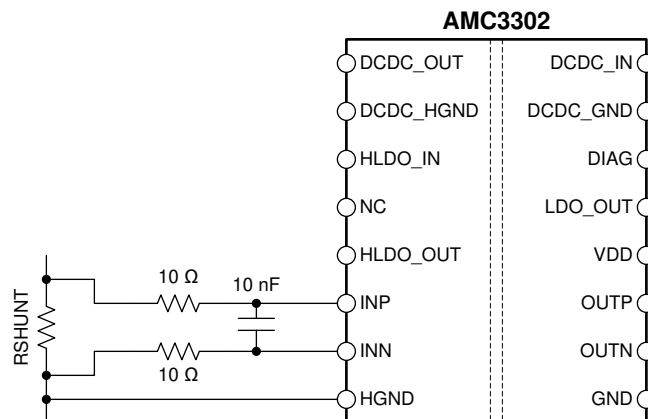 AMC3302
DCDC_OUT
DCDC_IN
DCDC_HGND
DCDC_GND
HLDO_IN
DIAG
NC
LDO_OUT
HLDO_OUT
VDD
10 Ω
10 nF
INP
OUTP
RSHUNT
INN
OUTN
10 Ω
HGND
GND